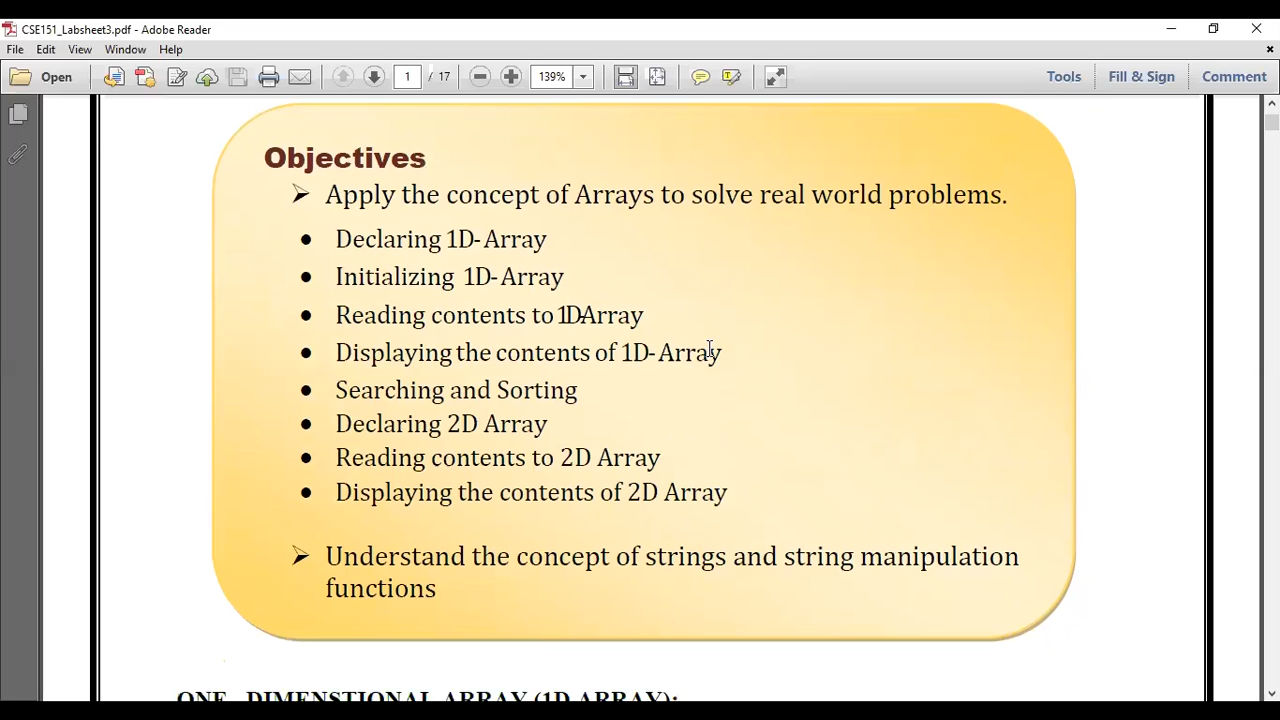 CSE151_Labsheet3.pdf - Adobe Reader
File Edit View Window Help
Open 1 / 17 139% Tools Fill & Sign Comment
Objectives
➢ Apply the concept of Arrays to solve real world problems.
• Declaring 1D-Array
• Initializing 1D-Array
• Reading contents to 1D-Array
• Displaying the contents of 1D-Array
• Searching and Sorting
• Declaring 2D Array
• Reading contents to 2D Array
• Displaying the contents of 2D Array
➢ Understand the concept of strings and string manipulation
functions
ONE DIMENSTIONAL ARRAY (1D ARRAY):